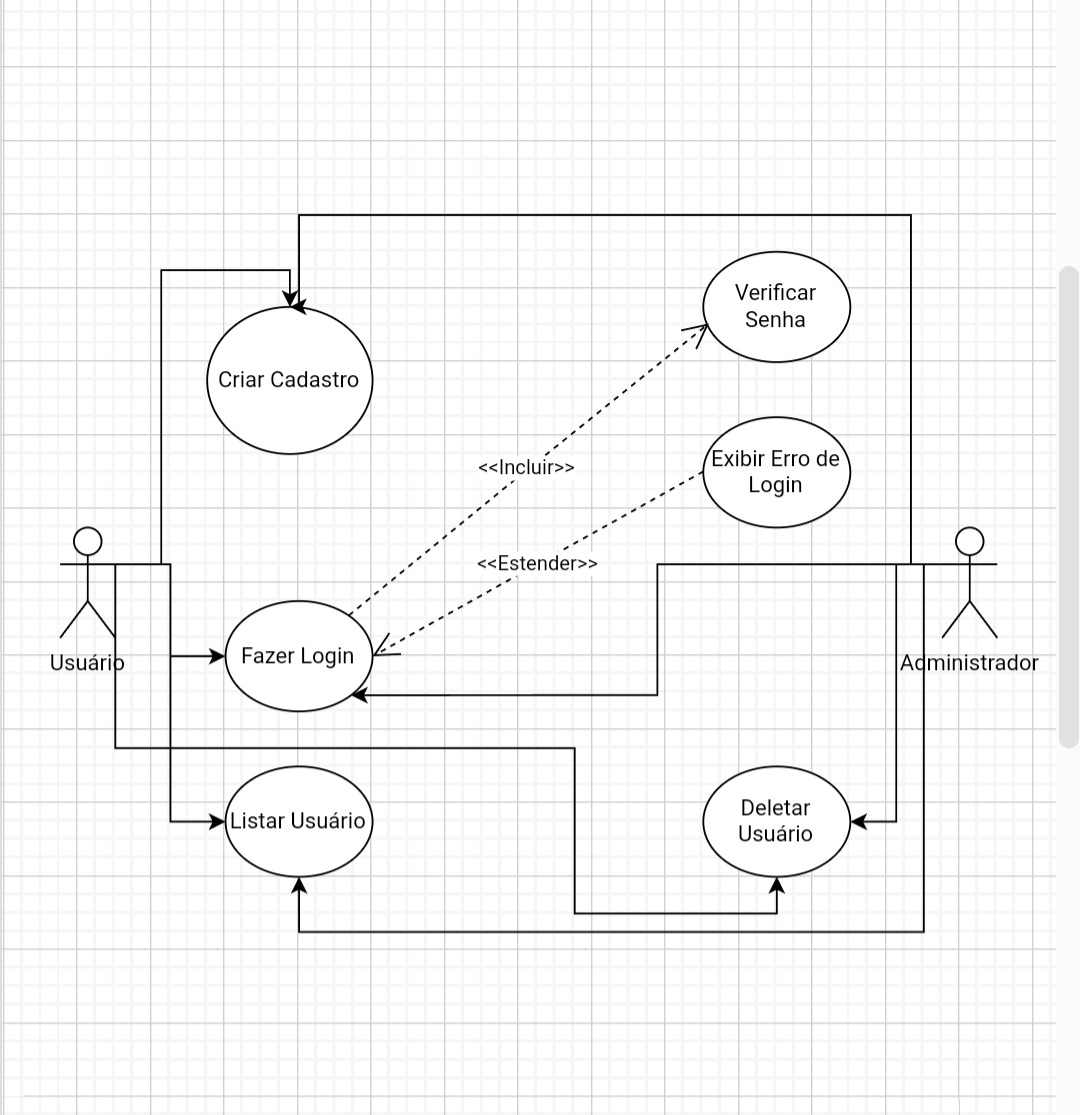 Verificar
Senha
Criar Cadastro
<<Incluir>>
Exibir Erro de
Login
<<Estender>>
Fazer Login
Usuário
Administrador
Listar Usuário
Deletar
Usuário